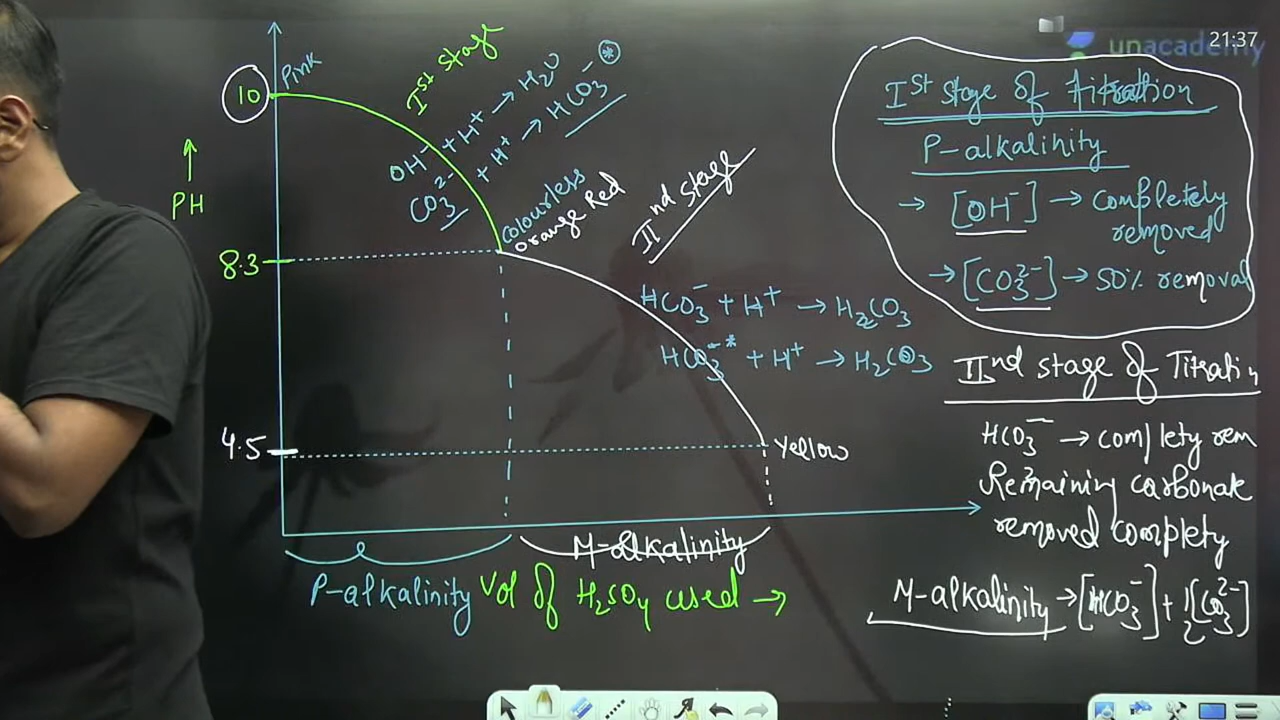 unacademy
21:37
10
Pink
↑
PH
8.3
4.5
Ist stage
OH⁻ + H⁺ → H₂O
CO₃²⁻ + H⁺ → HCO₃⁻ *
Colourless
Orange Red
IInd stage
HCO₃⁻ + H⁺ → H₂CO₃
HCO₃⁻* + H⁺ → H₂CO₃
Yellow
P-alkalinity
M-alkalinity
Vol of H₂SO₄ used →
Ist stage of titration
P-alkalinity
→ [OH⁻] → Completely
removed
→ [CO₃²⁻] → 50% removal
IInd stage of Titratin
HCO₃⁻ → complety rem
Remaining carbonate
removed complety
M-alkalinity → [HCO₃⁻] + 1/2[CO₃²⁻]